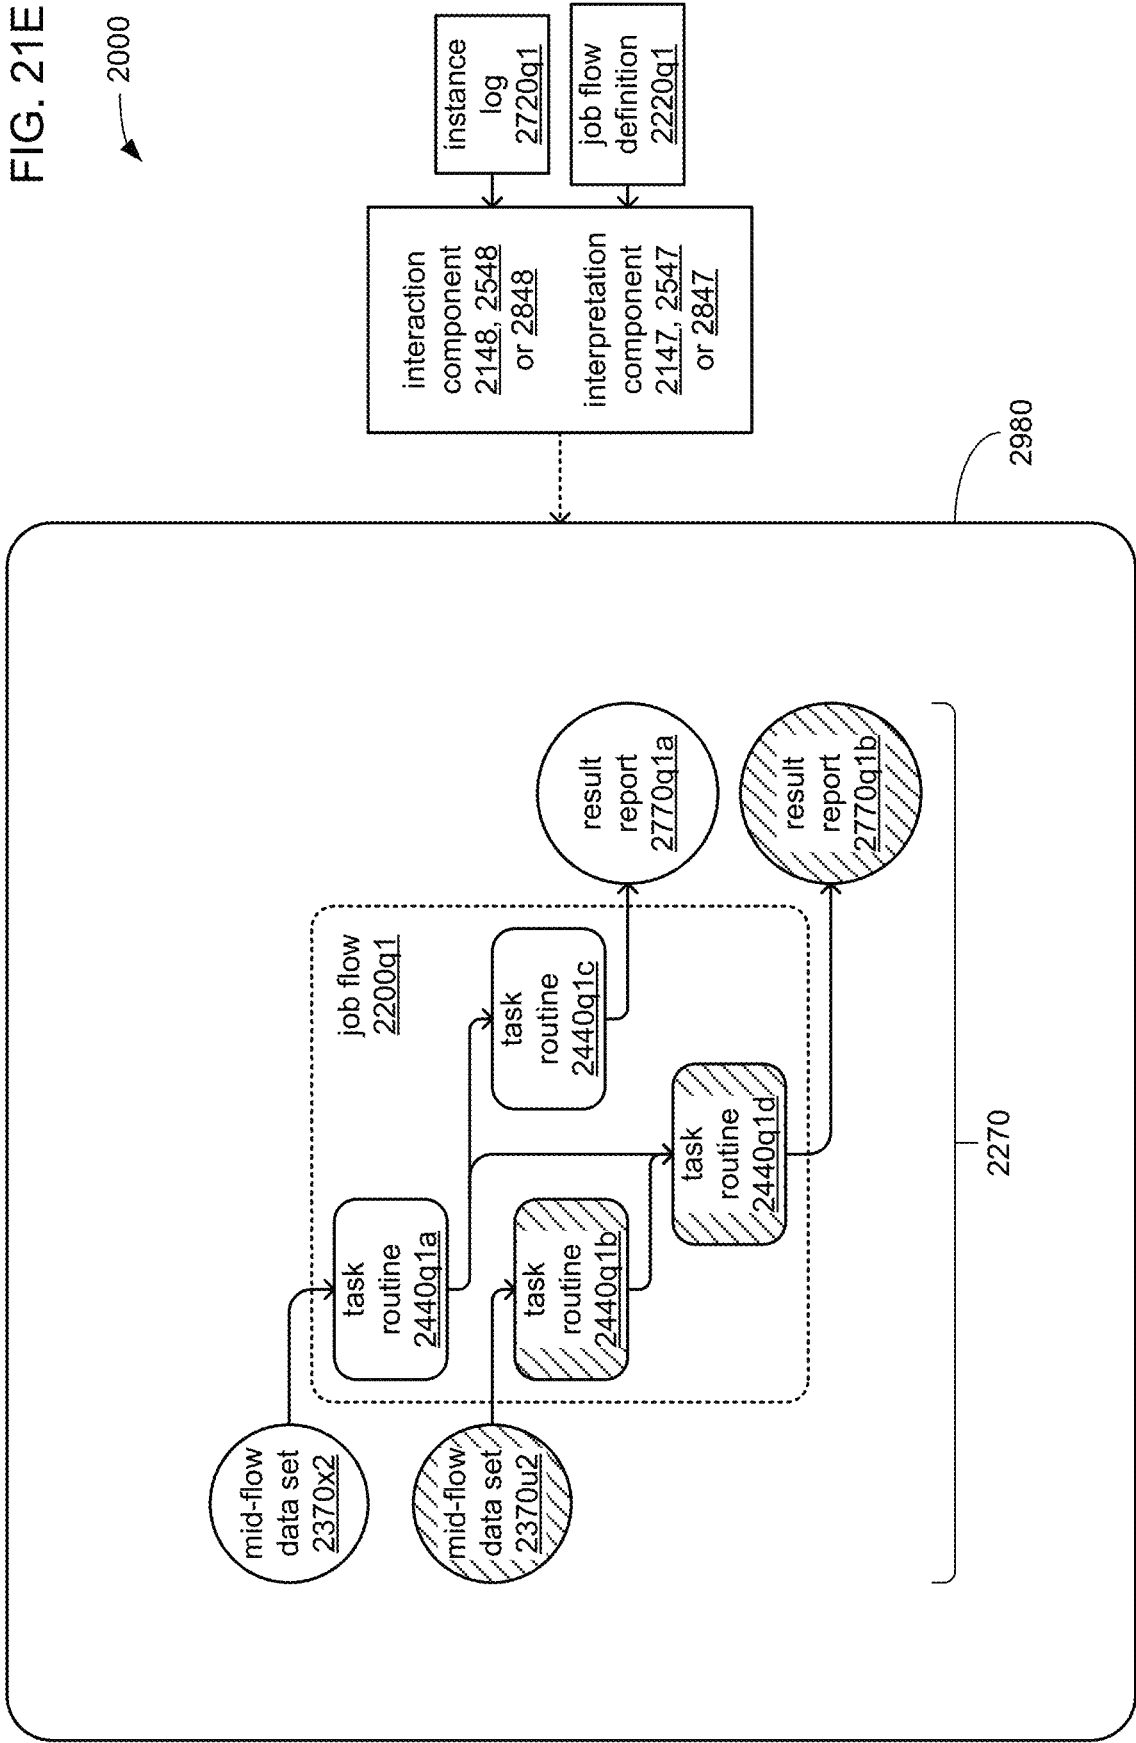 FIG. 21E
2000
instance
log
2720q1
job flow
definition
2220q1
interaction
component
2148, 2548
or 2848
interpretation
component
2147, 2547
or 2847
2980
mid-flow
data set
2370x2
mid-flow
data set
2370u2
job flow
2200q1
task
routine
2440q1a
task
routine
2440q1b
task
routine
2440q1c
task
routine
2440q1d
result
report
2770q1a
result
report
2770q1b
2270